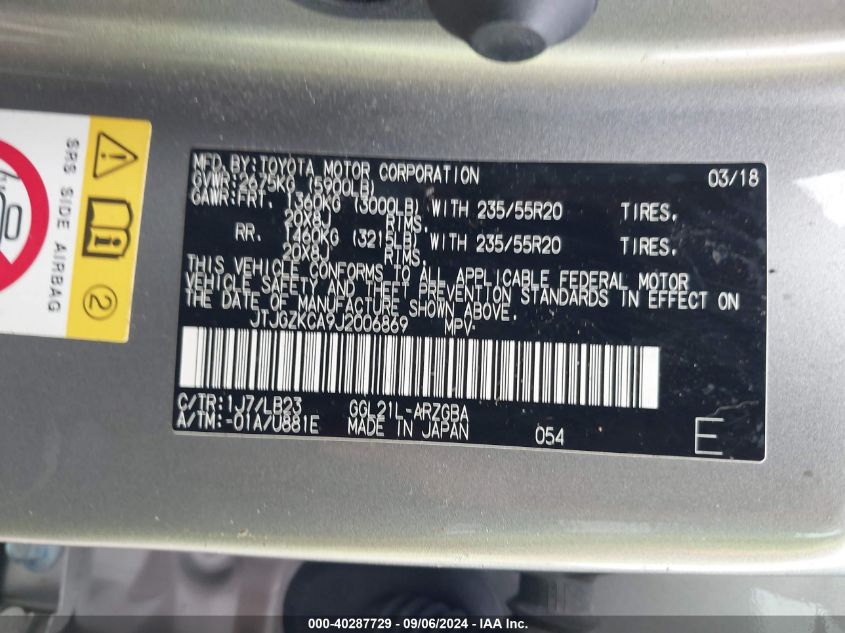 SRS SIDE AIRBAG
2
MFD. BY: TOYOTA MOTOR CORPORATION 03/18
GVWR: 2675KG (5900LB)
GAWR: FRT. 1360KG (3000LB) WITH 235/55R20 TIRES,
20X8J RIMS,
RR. 1460KG (3215LB) WITH 235/55R20 TIRES,
20X8J RIMS,
THIS VEHICLE CONFORMS TO ALL APPLICABLE FEDERAL MOTOR
VEHICLE SAFETY AND THEFT PREVENTION STANDARDS IN EFFECT ON
THE DATE OF MANUFACTURE SHOWN ABOVE.
JTJGZKCA9J2006869 MPV
C/TR: 1J7/LB23 GGL21L-ARZGBA
A/TM: -01A/U881E MADE IN JAPAN 054 E
000-40287729 - 09/06/2024 - Copyright IAA, Inc.